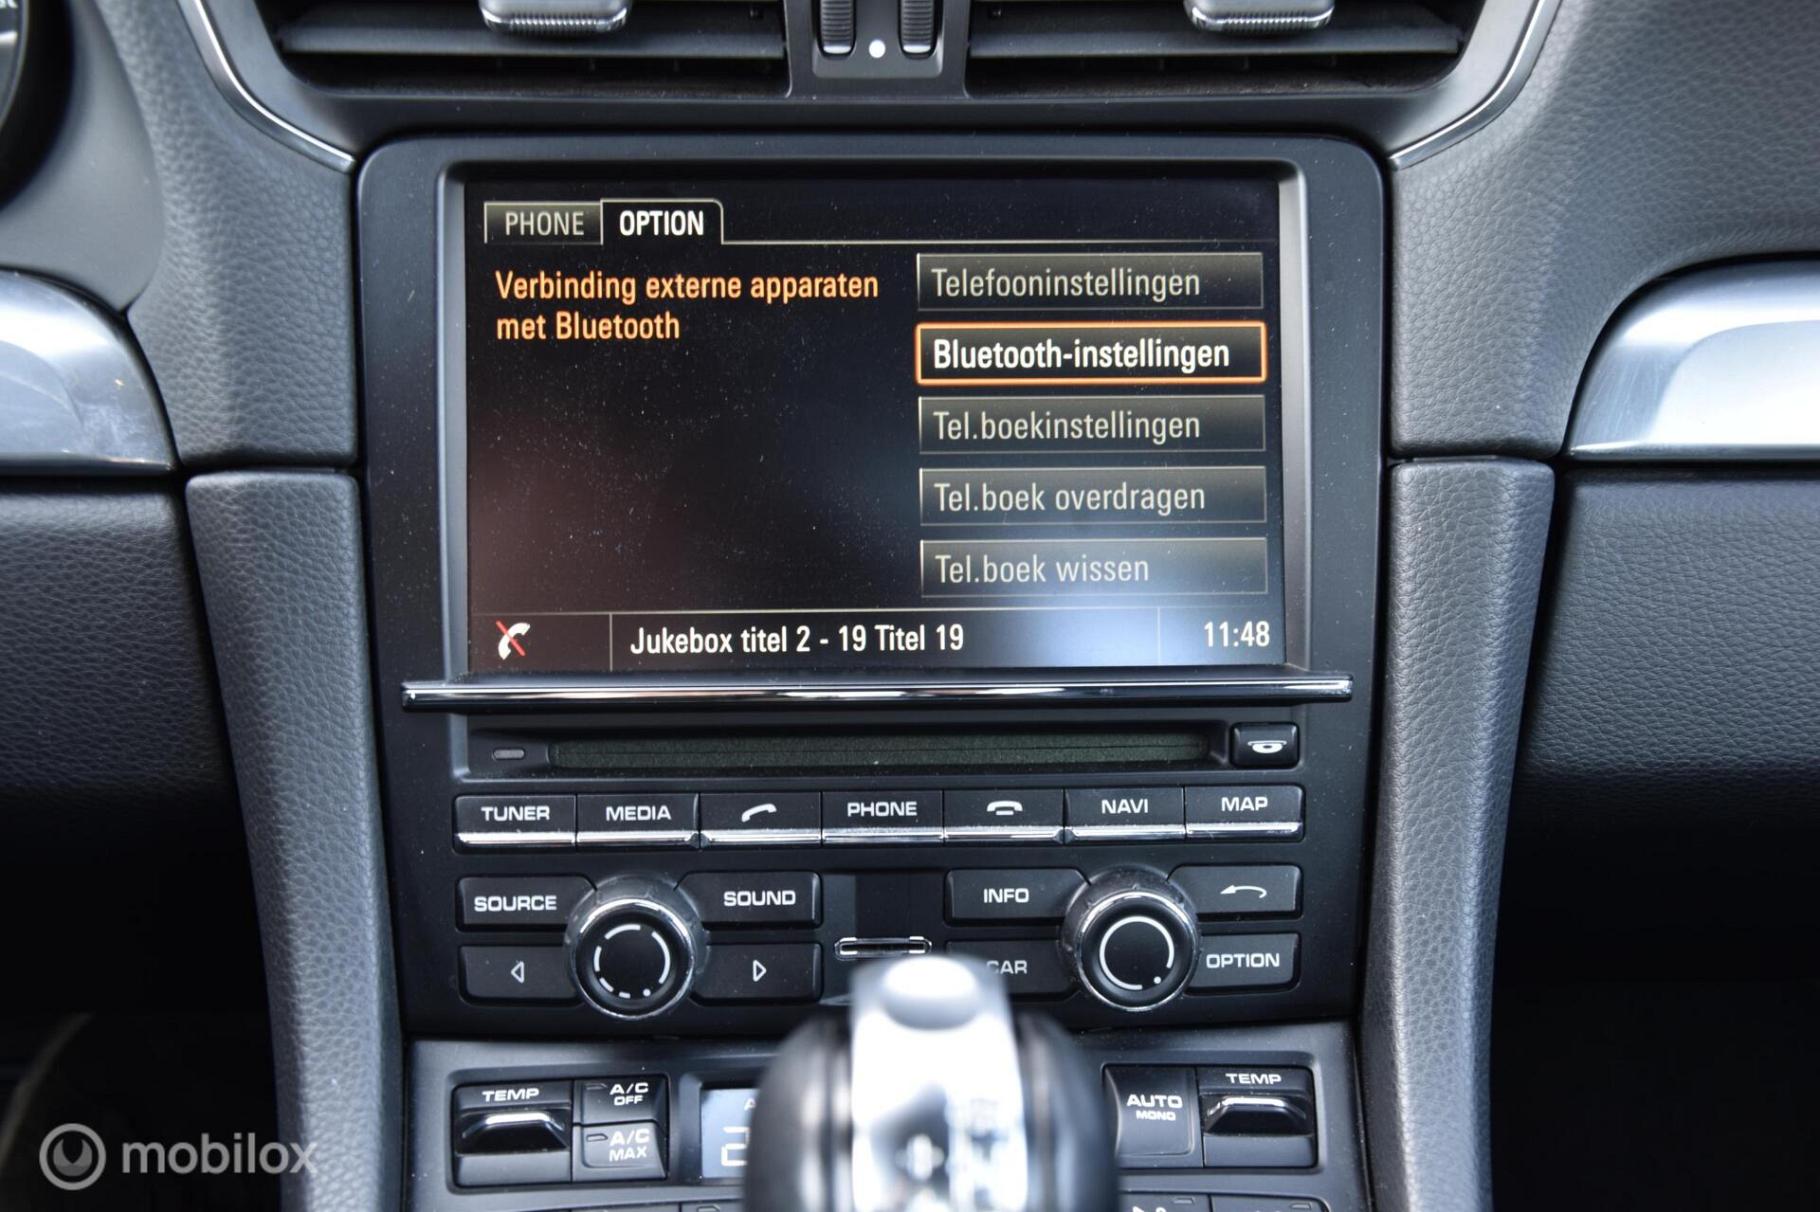 PHONE OPTION
Verbinding externe apparaten
met Bluetooth
Telefooninstellingen
Bluetooth-instellingen
Tel.boekinstellingen
Tel.boek overdragen
Tel.boek wissen
Jukebox titel 2 - 19 Titel 19 11:48
TUNER MEDIA PHONE NAVI MAP
SOURCE SOUND INFO
CAR OPTION
TEMP A/C OFF AUTO MONO TEMP
A/C MAX
mobilox